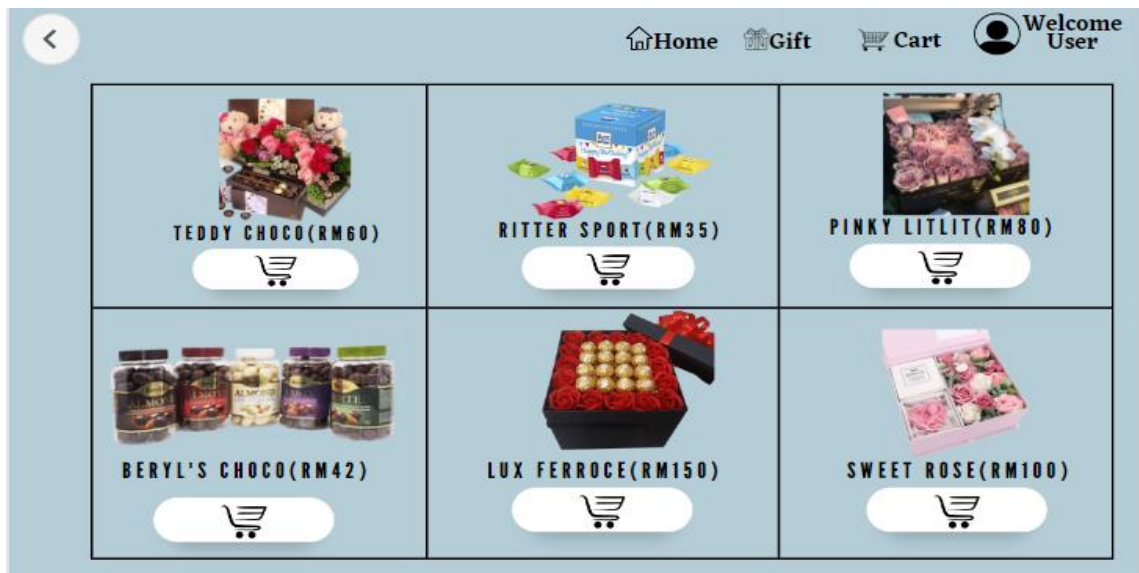 Home
Gift
Cart
Welcome
User
TEDDY CHOCO(RM60)
RITTER SPORT(RM35)
PINKY LITLIT(RM80)
BERYL'S CHOCO(RM42)
LUX FERROCE(RM150)
SWEET ROSE(RM100)